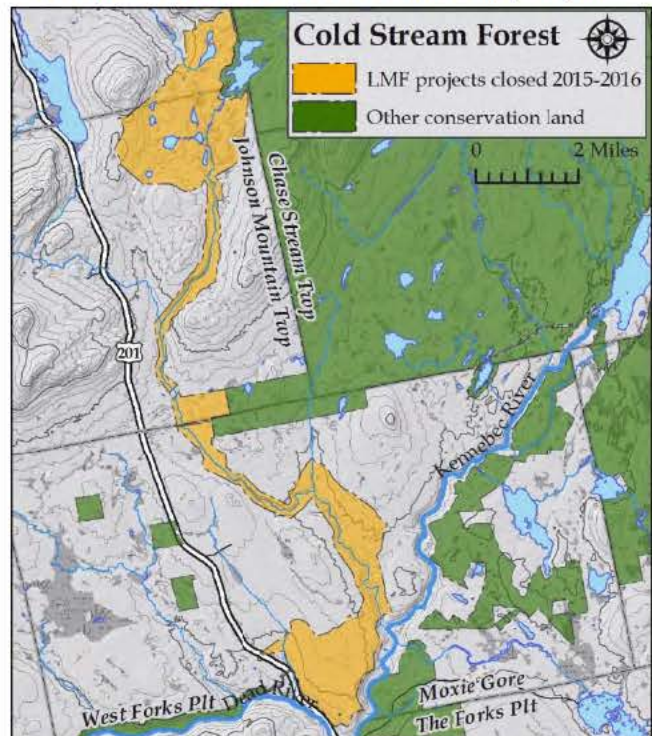 Cold Stream Forest
LMF projects closed 2015-2016
Other conservation land
0 2 Miles
Chase Stream Twp
Johnson Mountain Twp
201
Kennebec River
Moxie Gore
The Forks Plt
West Forks Plt
Dead River